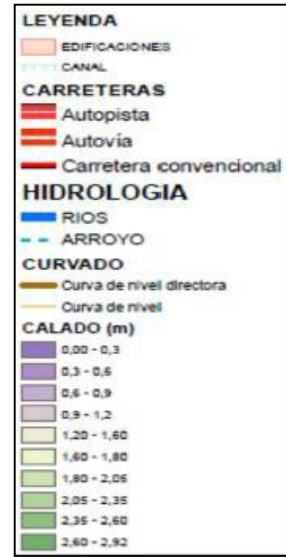 LEYENDA
EDIFICACIONES
CANAL
CARRETERAS
Autopista
Autovía
Carretera convencional
HIDROLOGIA
RIOS
ARROYO
CURVADO
Curva de nivel directora
Curva de nivel
CALADO (m)
0,00 - 0,3
0,3 - 0,6
0,6 - 0,9
0,9 - 1,2
1,20 - 1,60
1,60 - 1,80
1,80 - 2,05
2,05 - 2,35
2,35 - 2,60
2,60 - 2,92